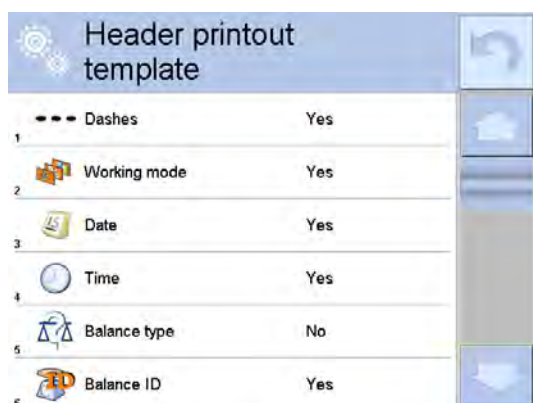 Header printout
template
1 Dashes Yes
2 Working mode Yes
3 Date Yes
4 Time Yes
5 Balance type No
Balance ID Yes